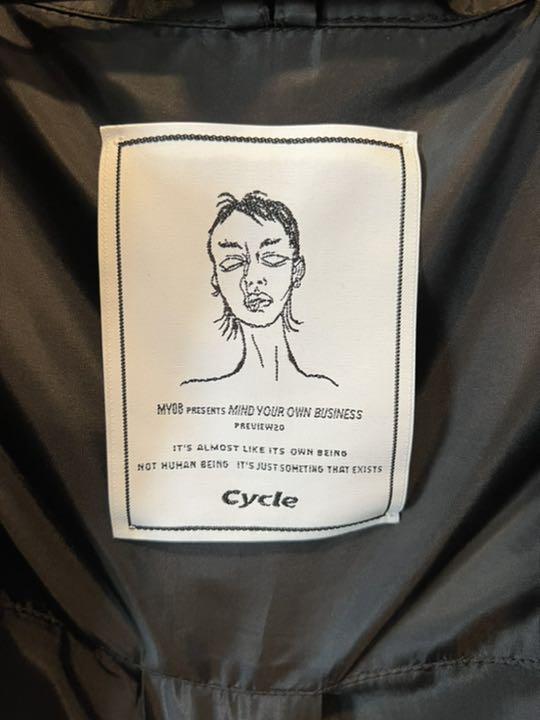 MYOB PRESENTS MIND YOUR OWN BUSINESS
PREVIEW20
IT'S ALMOST LIKE ITS OWN BEING
NOT HUMAN BEING IT'S JUST SOMETING THAT EXISTS
Cycle